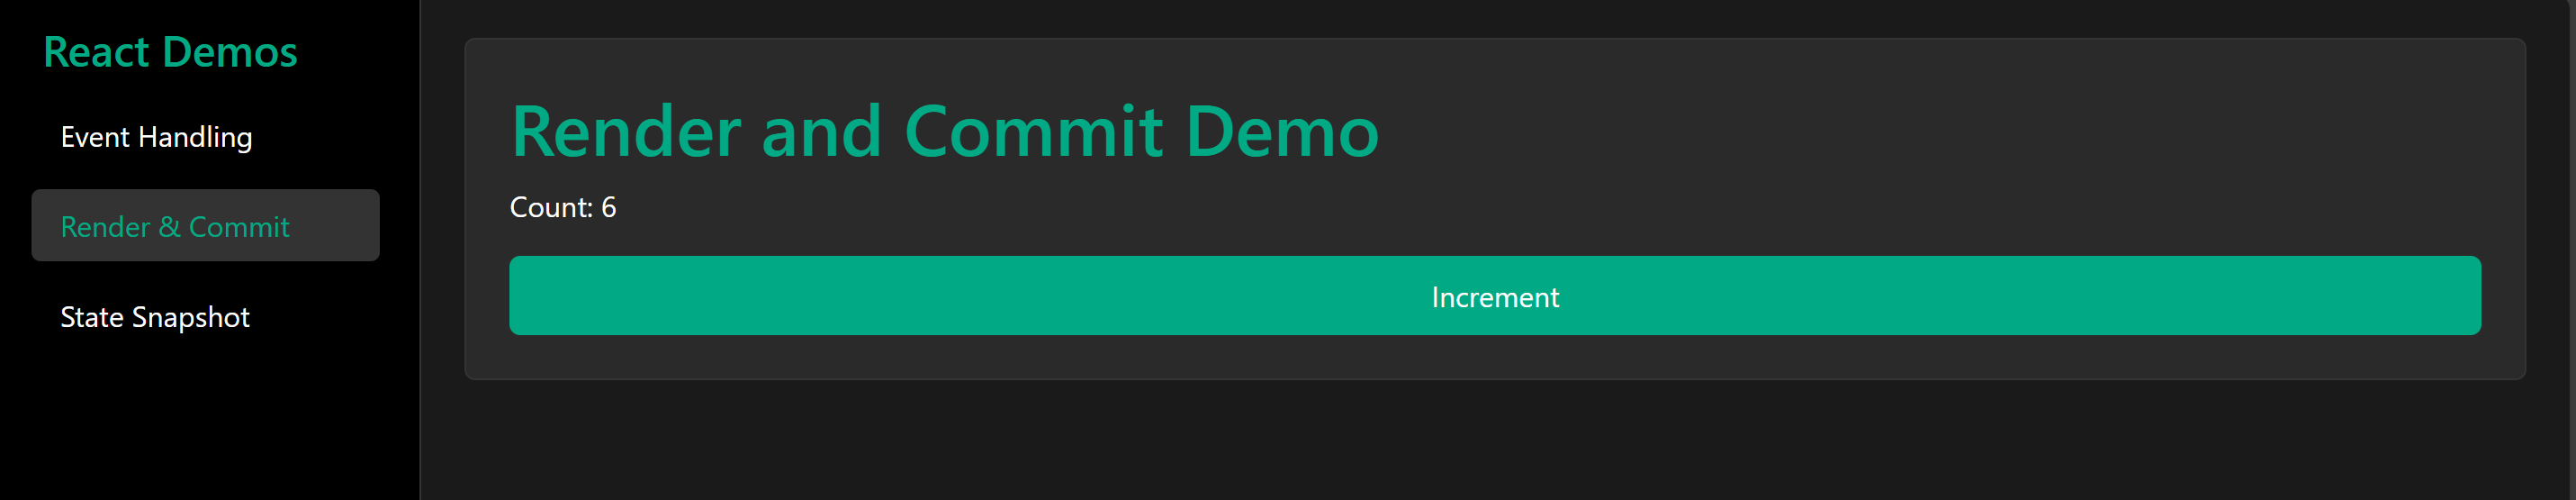 React Demos
Event Handling
Render & Commit
State Snapshot
Render and Commit Demo
Count: 6
Increment